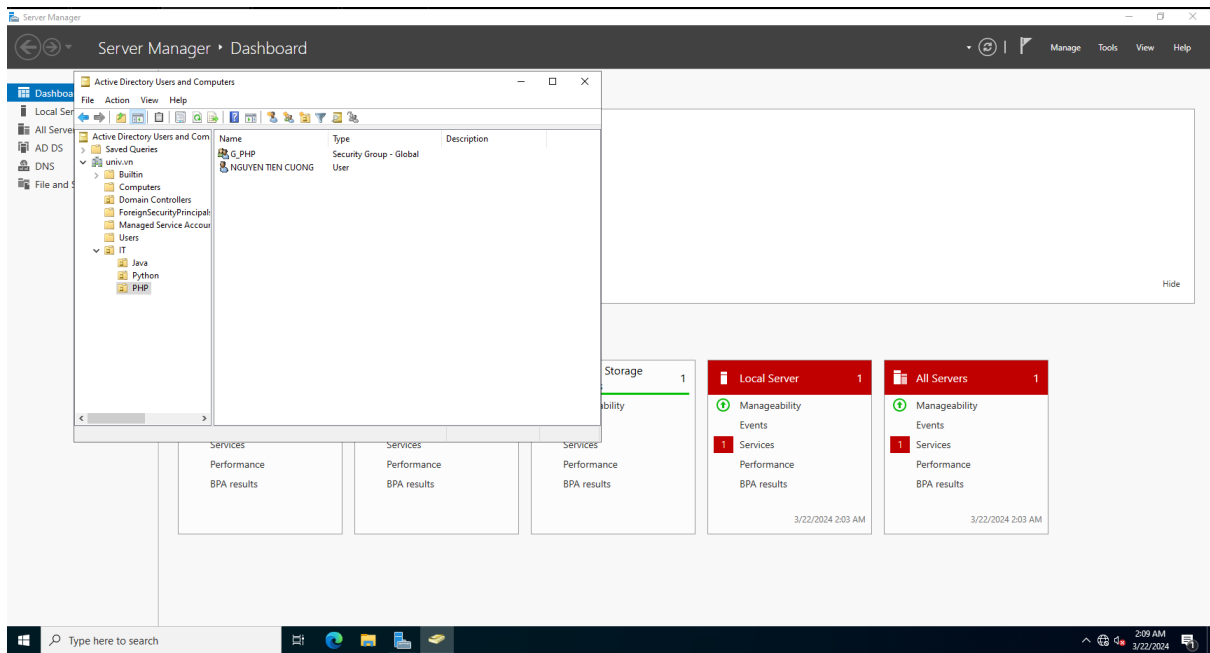 Server Manager
Server Manager • Dashboard
Manage Tools View Help
Dashboa
Local Ser
All Serve
AD DS
DNS
File and S
Active Directory Users and Computers
File Action View Help
Active Directory Users and Com
Saved Queries
univ.vn
Builtin
Computers
Domain Controllers
ForeignSecurityPrincipals
Managed Service Accour
Users
IT
Java
Python
PHP
Name Type Description
G_PHP Security Group - Global
NGUYEN TIEN CUONG User
Hide
Services
Performance
BPA results
Services
Performance
BPA results
Storage 1
ability
Services
Performance
BPA results
Local Server 1
Manageability
Events
1 Services
Performance
BPA results
3/22/2024 2:03 AM
All Servers 1
Manageability
Events
1 Services
Performance
BPA results
3/22/2024 2:03 AM
Type here to search
2:09 AM
3/22/2024
1